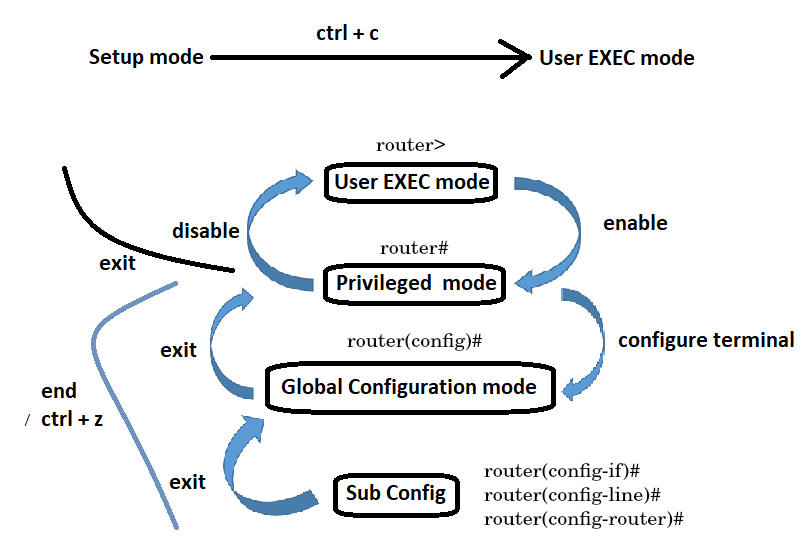 ctrl + c
Setup mode
User EXEC mode
router>
User EXEC mode
disable
enable
router#
exit
Privileged mode
router(config)#
configure terminal
exit
Global Configuration mode
end
/ ctrl + z
exit
Sub Config
router(config-if)#
router(config-line)#
router(config-router)#